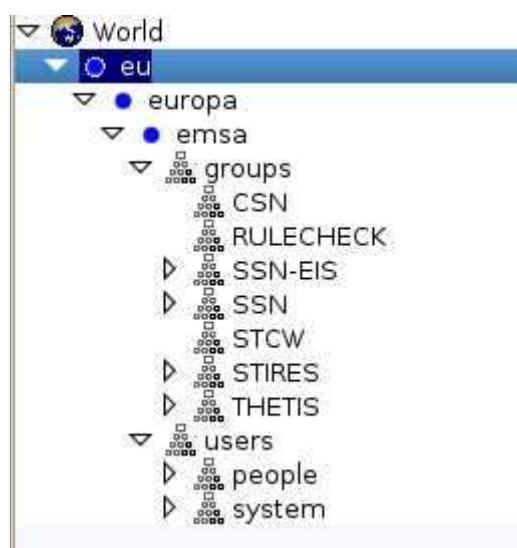 World
eu
europa
emsa
groups
CSN
RULECHECK
SSN-EIS
SSN
STCW
STIRES
THETIS
users
people
system